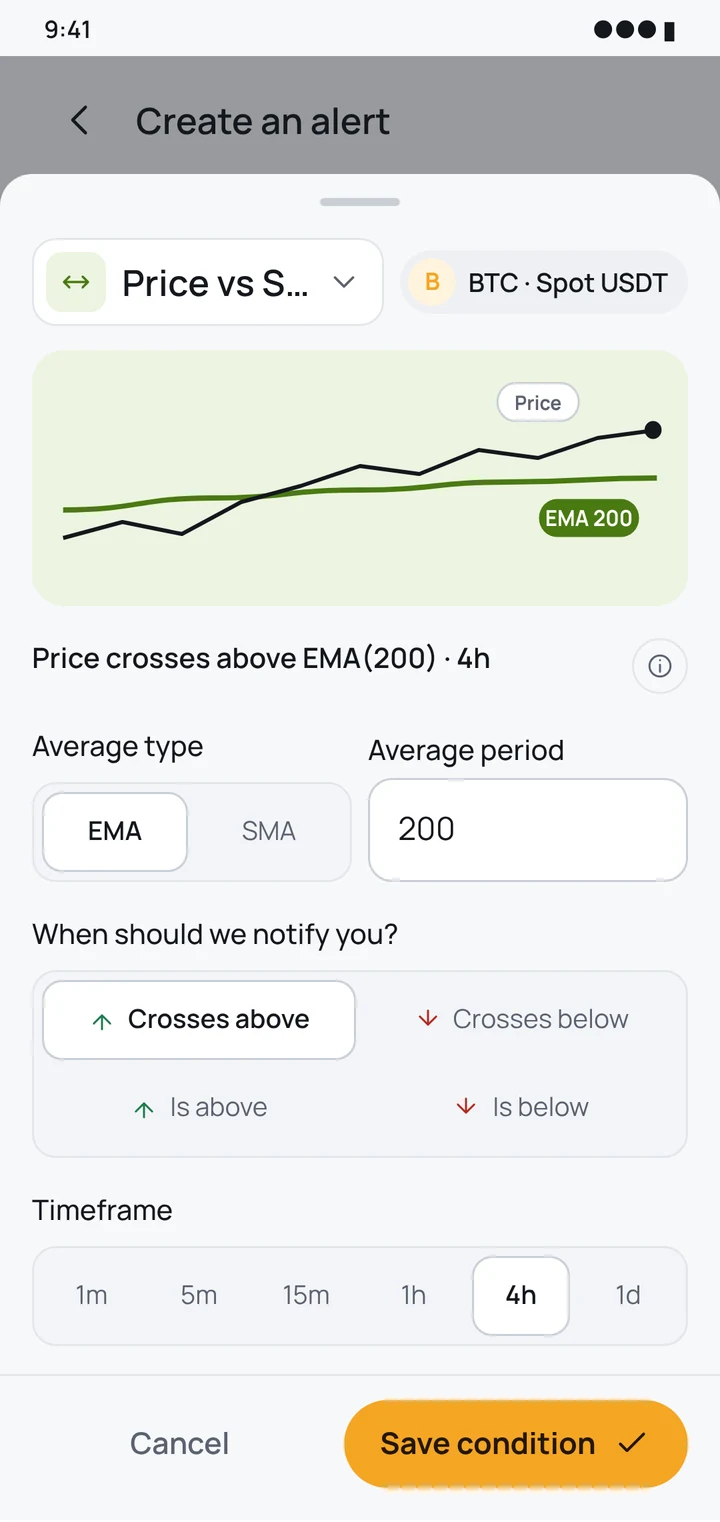 9:41
Create an alert
Price vs S...
B BTC · Spot USDT
Price
EMA 200
Price crosses above EMA(200) · 4h
Average type
Average period
EMA SMA
200
When should we notify you?
Crosses above Crosses below
Is above Is below
Timeframe
1m 5m 15m 1h 4h 1d
Cancel Save condition